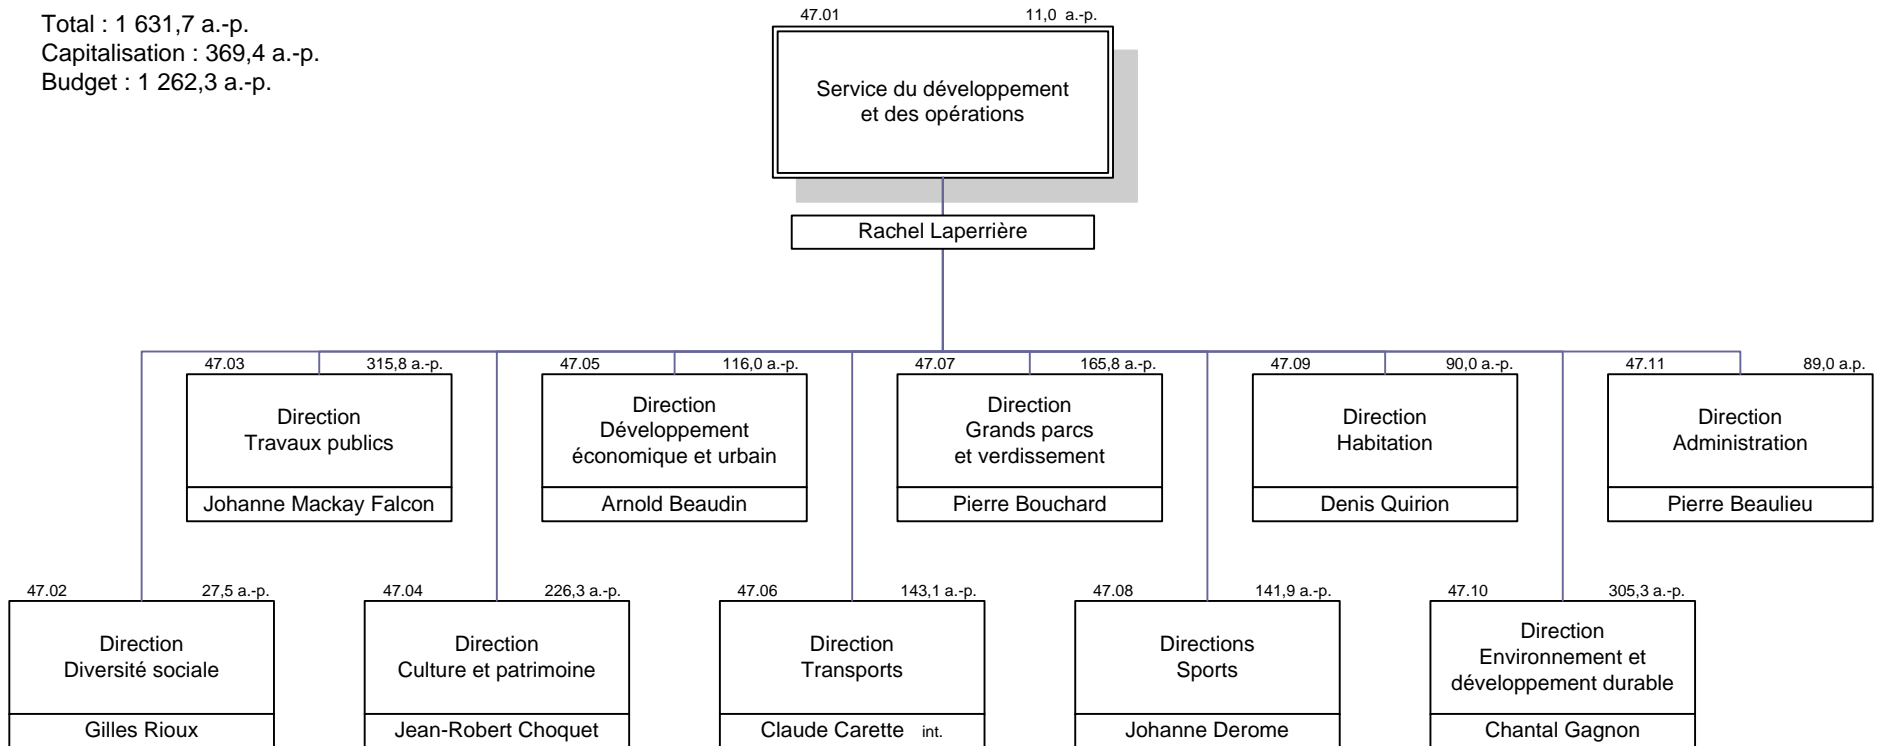 Total : 1 631,7 a.-p.
Capitalisation : 369,4 a.-p.
Budget : 1 262,3 a.-p.
47.01 11,0 a.-p.
Service du développement
et des opérations
Rachel Laperrière
47.03 315,8 a.-p.
Direction
Travaux publics
Johanne Mackay Falcon
47.05 116,0 a.-p.
Direction
Développement
économique et urbain
Arnold Beaudin
47.07 165,8 a.-p.
Direction
Grands parcs
et verdissement
Pierre Bouchard
47.09 90,0 a.-p.
Direction
Habitation
Denis Quirion
47.11 89,0 a.p.
Direction
Administration
Pierre Beaulieu
47.02 27,5 a.-p.
Direction
Diversité sociale
Gilles Rioux
47.04 226,3 a.-p.
Direction
Culture et patrimoine
Jean-Robert Choquet
47.06 143,1 a.-p.
Direction
Transports
Claude Carette int.
47.08 141,9 a.-p.
Directions
Sports
Johanne Derome
47.10 305,3 a.-p.
Direction
Environnement et
développement durable
Chantal Gagnon